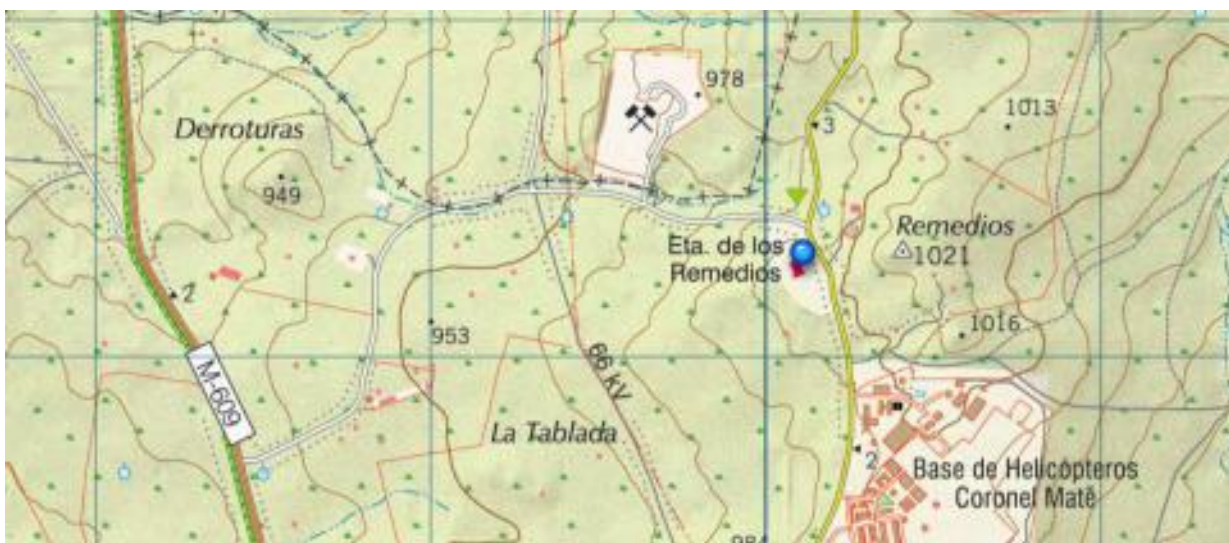 978
1013
3
Derroturas
949
Eta. de los
Remedios
Remedios
1021
2
953
1016
M-609
66 kV
La Tablada
2
Base de Helicópteros
Coronel Maté
984